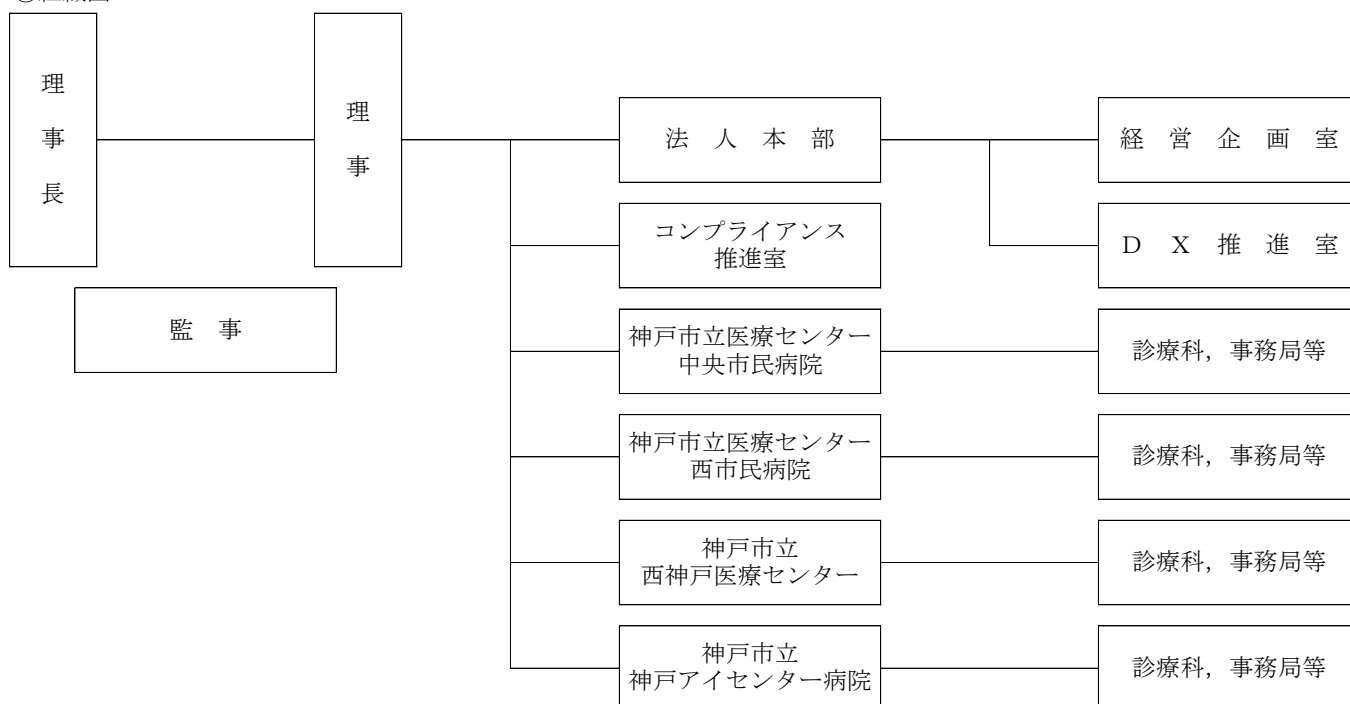 理事長
理事
法人本部
経営企画室
コンプライアンス
推進室
DX推進室
監事
神戸市立医療センター
中央市民病院
診療科，事務局等
神戸市立医療センター
西市民病院
診療科，事務局等
神戸市立
西神戸医療センター
診療科，事務局等
神戸市立
神戸アイセンター病院
診療科，事務局等